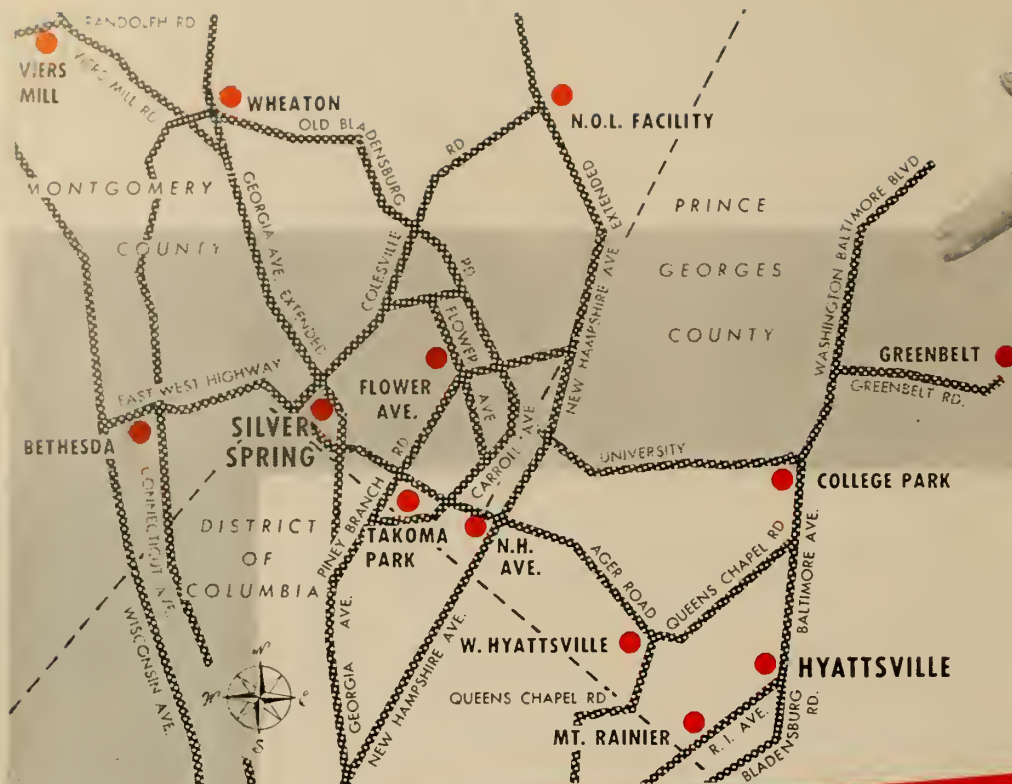 RANDOLPH RD
VIERS
MILL
VIERS MILL RD
WHEATON
OLD BLADENSBURG
RD
N.O.L. FACILITY
MONTGOMERY
COUNTY
GEORGIA AVE. EXTENDED
COLESVILLE
RD
NEW HAMPSHIRE AVE. EXTENDED
PRINCE
GEORGES
COUNTY
WASHINGTON BALTIMORE BLVD
GREENBELT
GREENBELT RD.
EAST WEST HIGHWAY
FLOWER
AVE.
FLOWER
AVE
BETHESDA
SILVER
SPRING
CARROLL AVE
UNIVERSITY
COLLEGE PARK
CONNECTICUT AVE.
DISTRICT
OF
COLUMBIA
PINEY BRANCH RD
TAKOMA
PARK
N.H.
AVE.
AGER ROAD
QUEENS CHAPEL RD
BALTIMORE AVE.
WISCONSIN AVE.
GEORGIA AVE.
NEW HAMPSHIRE AVE.
W. HYATTSVILLE
HYATTSVILLE
QUEENS CHAPEL RD
MT. RAINIER
R.I. AVE.
BLADENSBURG
RD.
N
W
E
S